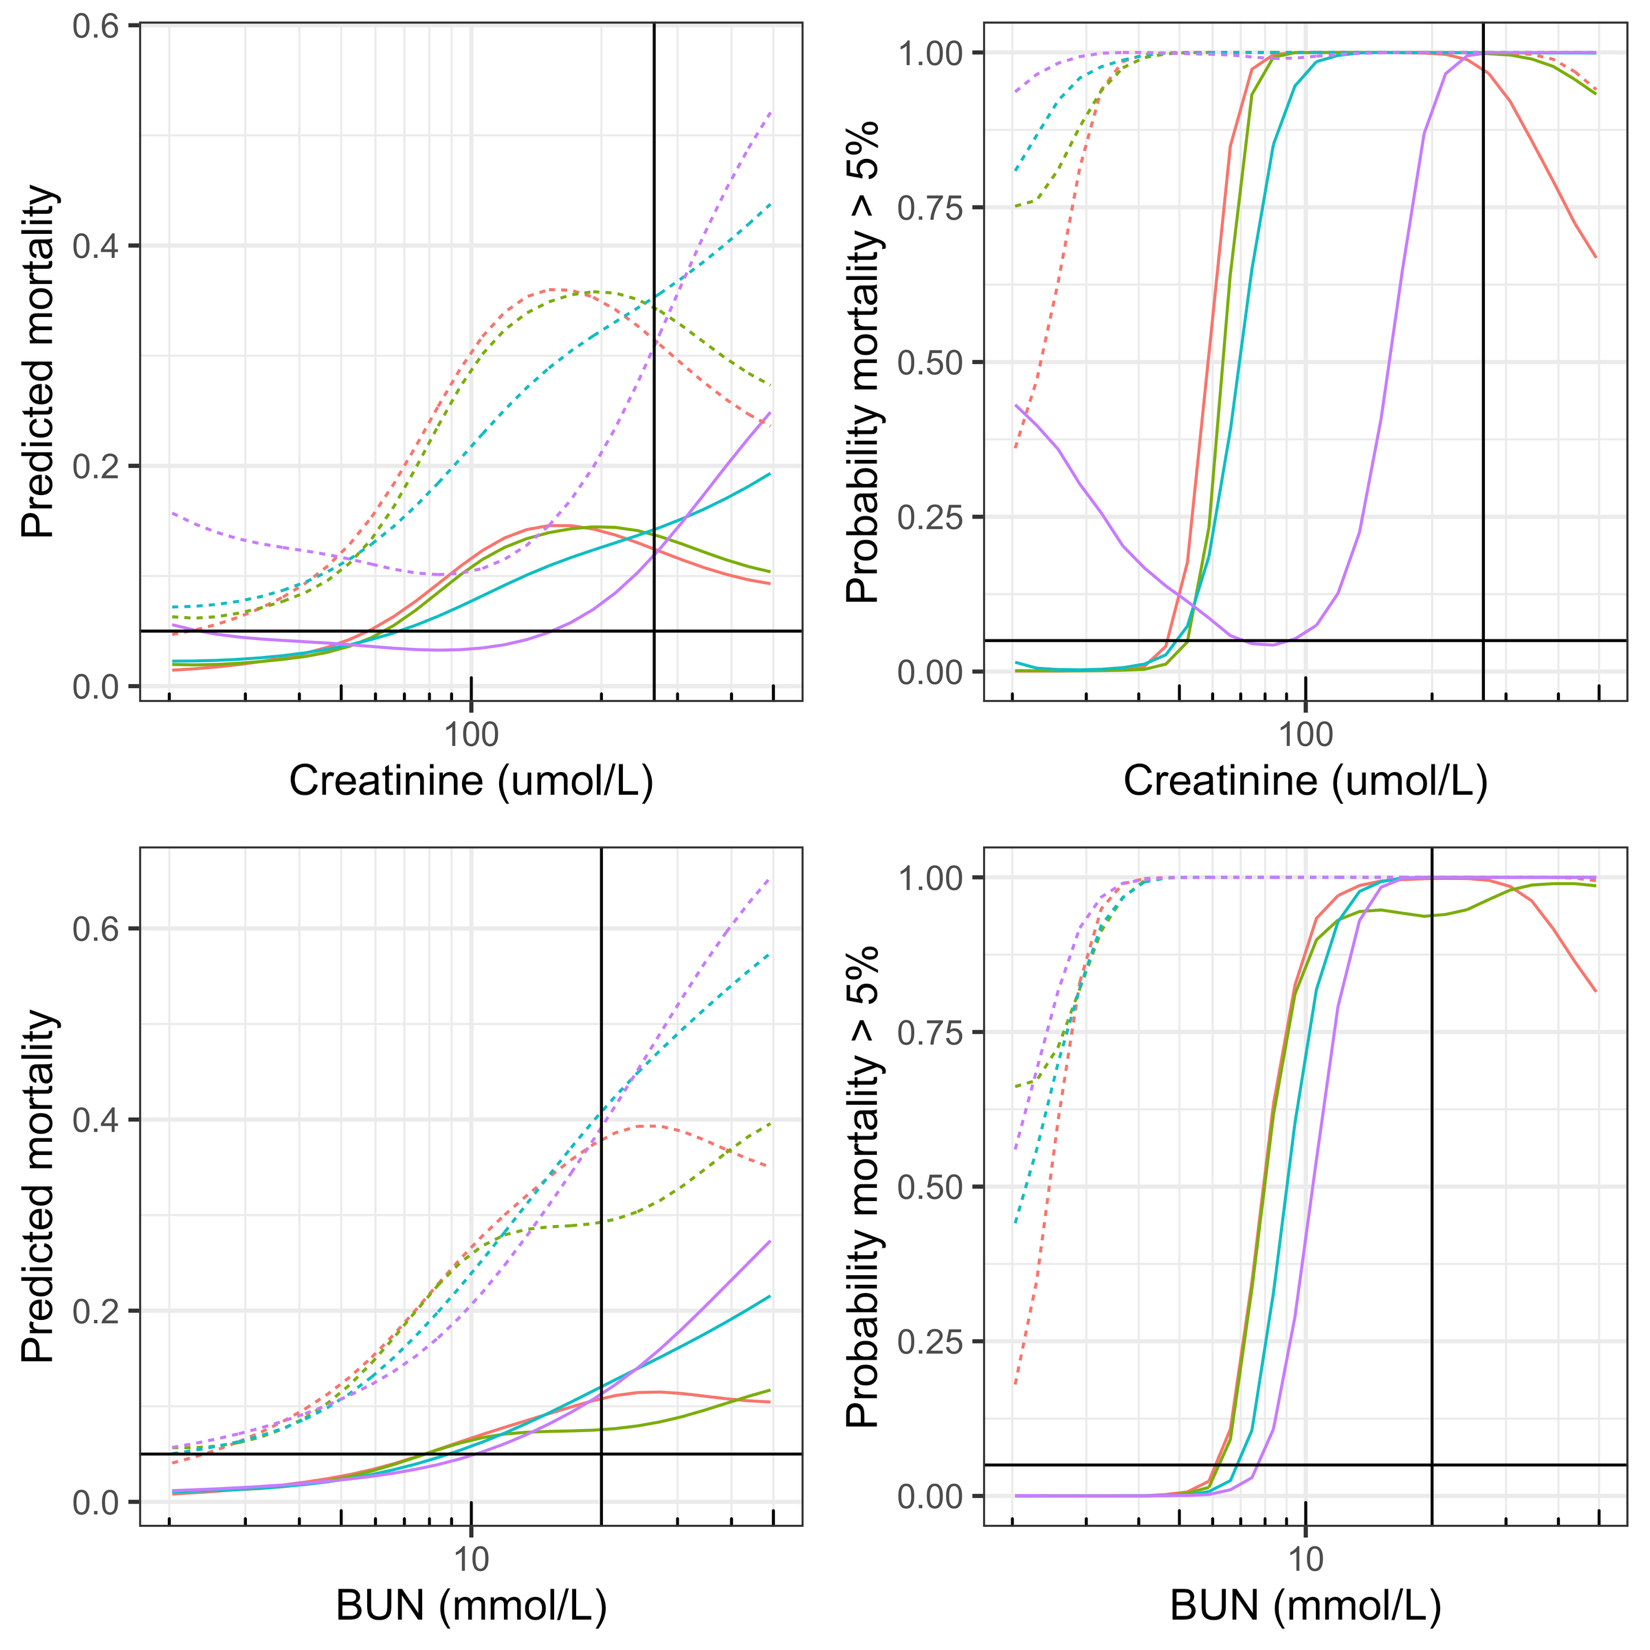 Predicted mortality
0.6
0.4
0.2
0.0
100
Creatinine (umol/L)
Probability mortality > 5%
1.00
0.75
0.50
0.25
0.00
100
Creatinine (umol/L)
Predicted mortality
0.6
0.4
0.2
0.0
10
BUN (mmol/L)
Probability mortality > 5%
1.00
0.75
0.50
0.25
0.00
10
BUN (mmol/L)